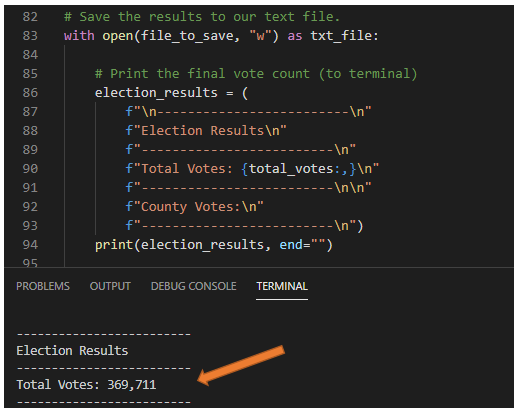 82 # Save the results to our text file.
83 with open(file_to_save, "w") as txt_file:
84
85 # Print the final vote count (to terminal)
86 election_results = (
87 f"\n-------------------------\n"
88 f"Election Results\n"
89 f"-------------------------\n"
90 f"Total Votes: {total_votes:,}\n"
91 f"-------------------------\n\n"
92 f"County Votes:\n"
93 f"-------------------------\n")
94 print(election_results, end="")
95
PROBLEMS OUTPUT DEBUG CONSOLE TERMINAL
-------------------------
Election Results
-------------------------
Total Votes: 369,711
-------------------------